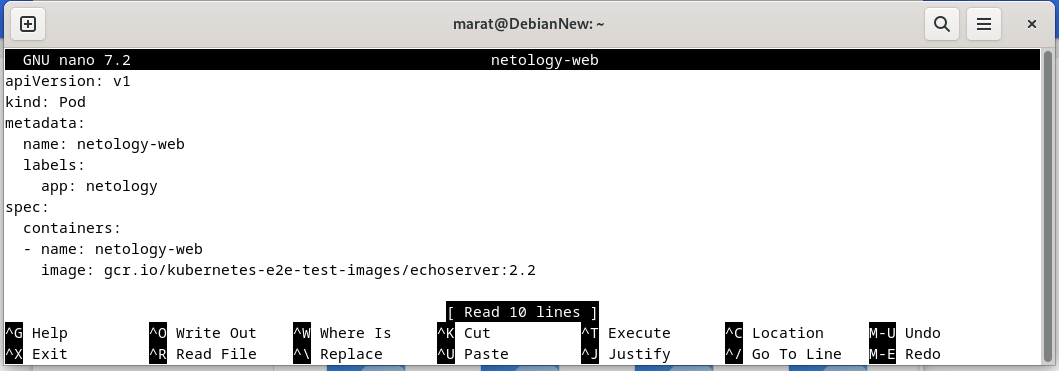 marat@DebianNew: ~
GNU nano 7.2 netology-web
apiVersion: v1
kind: Pod
metadata:
  name: netology-web
  labels:
    app: netology
spec:
  containers:
  - name: netology-web
    image: gcr.io/kubernetes-e2e-test-images/echoserver:2.2
[ Read 10 lines ]
^G Help ^O Write Out ^W Where Is ^K Cut ^T Execute ^C Location M-U Undo
^X Exit ^R Read File ^\ Replace ^U Paste ^J Justify ^/ Go To Line M-E Redo